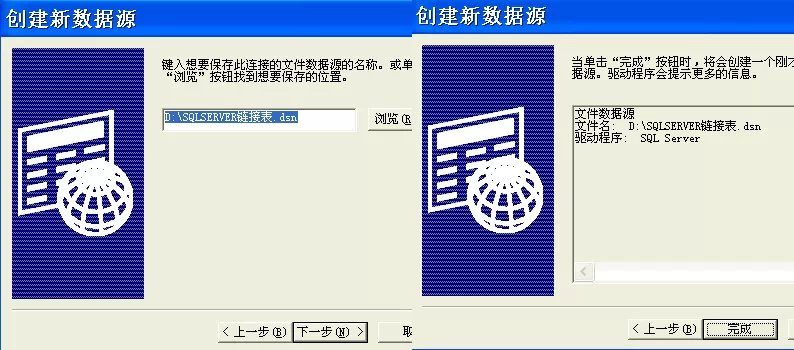 创建新数据源
键入想要保存此连接的文件数据源的名称。或单
“浏览”按钮找到想要保存的位置。
D:\SQLSERVER链接表.dsn
浏览(R
<上一步(B)
下一步(N)>
取
创建新数据源
当单击“完成”按钮时，将会创建一个刚才
据源。驱动程序会提示更多的信息。
文件数据源
文件名: D:\SQLSERVER链接表.dsn
驱动程序: SQL Server
<上一步(B)
完成